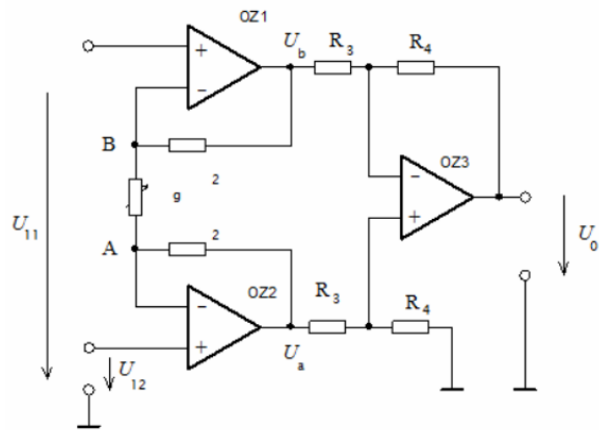 OZ1
U_b R_3 R_4
+
−
B
2
OZ3
−
g
+
U_11
2
U_0
A
OZ2
R_3 R_4
−
+
U_a
U_12